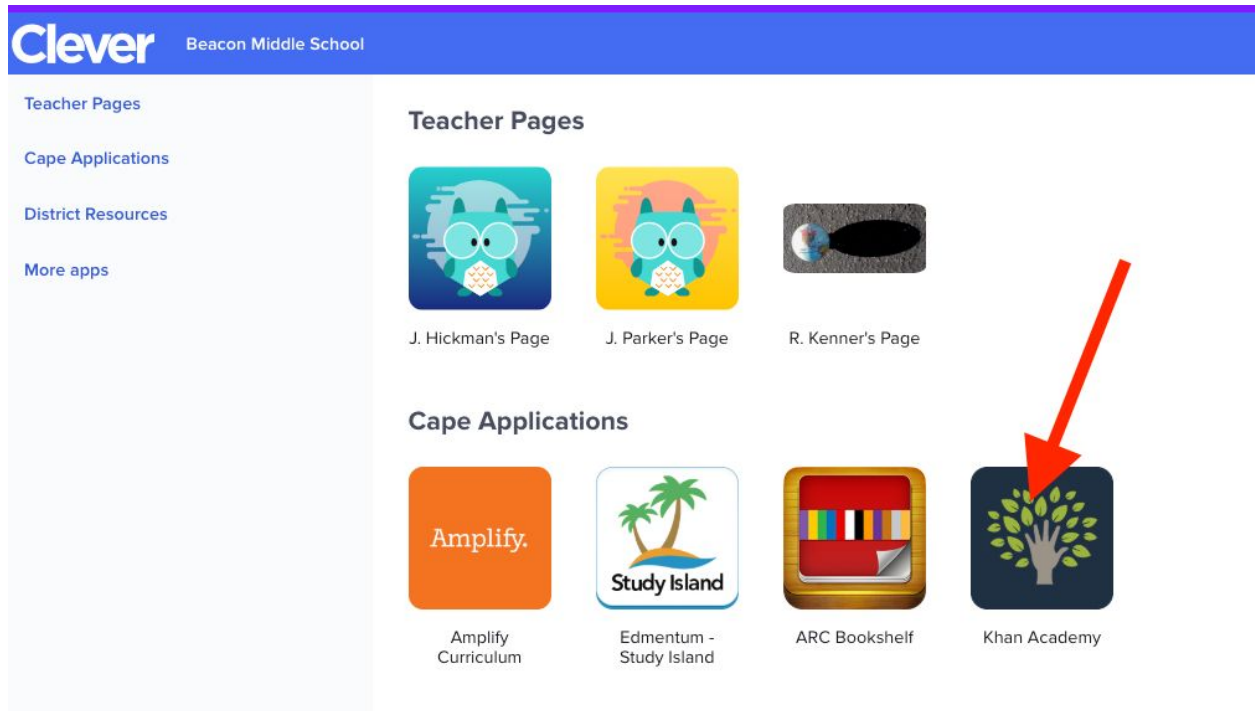 Clever Beacon Middle School
Teacher Pages
Cape Applications
District Resources
More apps
Teacher Pages
J. Hickman's Page
J. Parker's Page
R. Kenner's Page
Cape Applications
Amplify.
Study Island
Amplify
Curriculum
Edmentum -
Study Island
ARC Bookshelf
Khan Academy